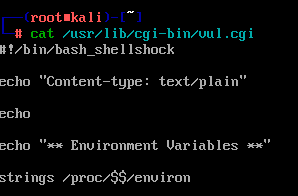 ┌──(root💀kali)-[~]
└─# cat /usr/lib/cgi-bin/vul.cgi
#!/bin/bash_shellshock
echo "Content-type: text/plain"
echo
echo "** Environment Variables **"
strings /proc/$$/environ